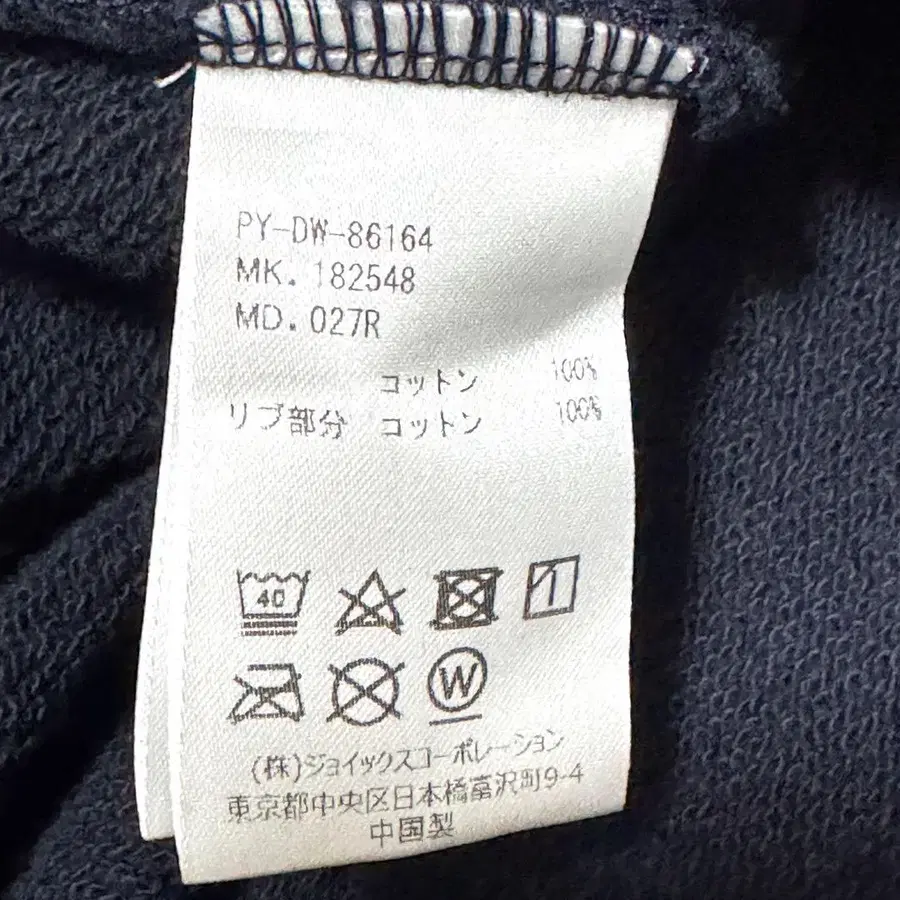 PY-DW-86164
MK. 182548
MD. 027R
コットン 100%
リブ部分 コットン 100%
40
W
(株)ジョイックスコーポレーション
東京都中央区日本橋富沢町9-4
中国製